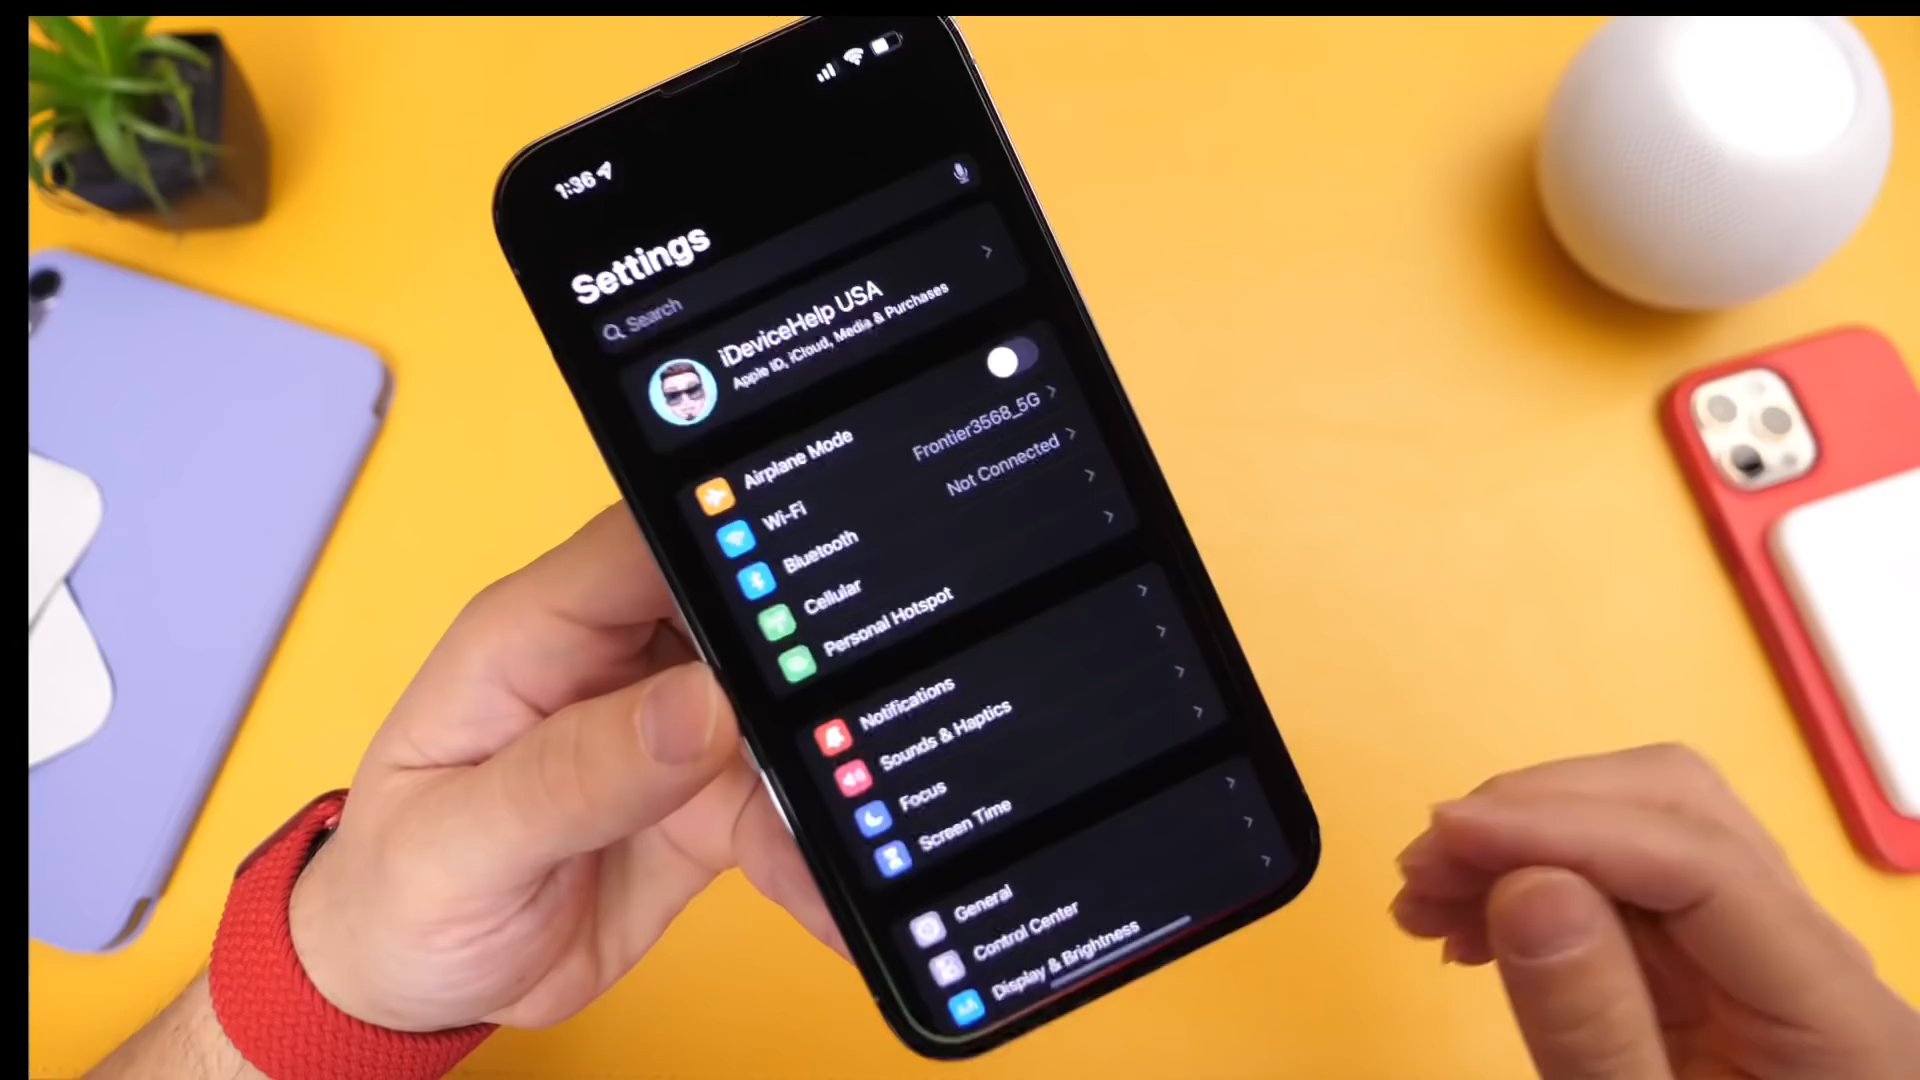 1:36
Settings
Search
iDeviceHelp USA
Apple ID, iCloud, Media & Purchases
Airplane Mode
Wi-Fi Frontier3568_5G
Bluetooth Not Connected
Cellular
Personal Hotspot
Notifications
Sounds & Haptics
Focus
Screen Time
General
Control Center
AA Display & Brightness